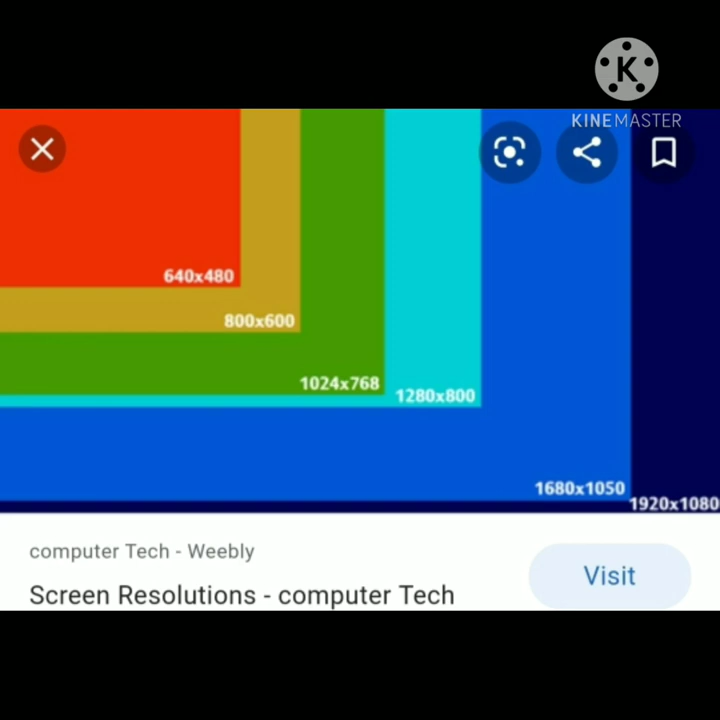 K
KINEMASTER
640x480
800x600
1024x768
1280x800
1680x1050
1920x1080
computer Tech - Weebly
Visit
Screen Resolutions - computer Tech